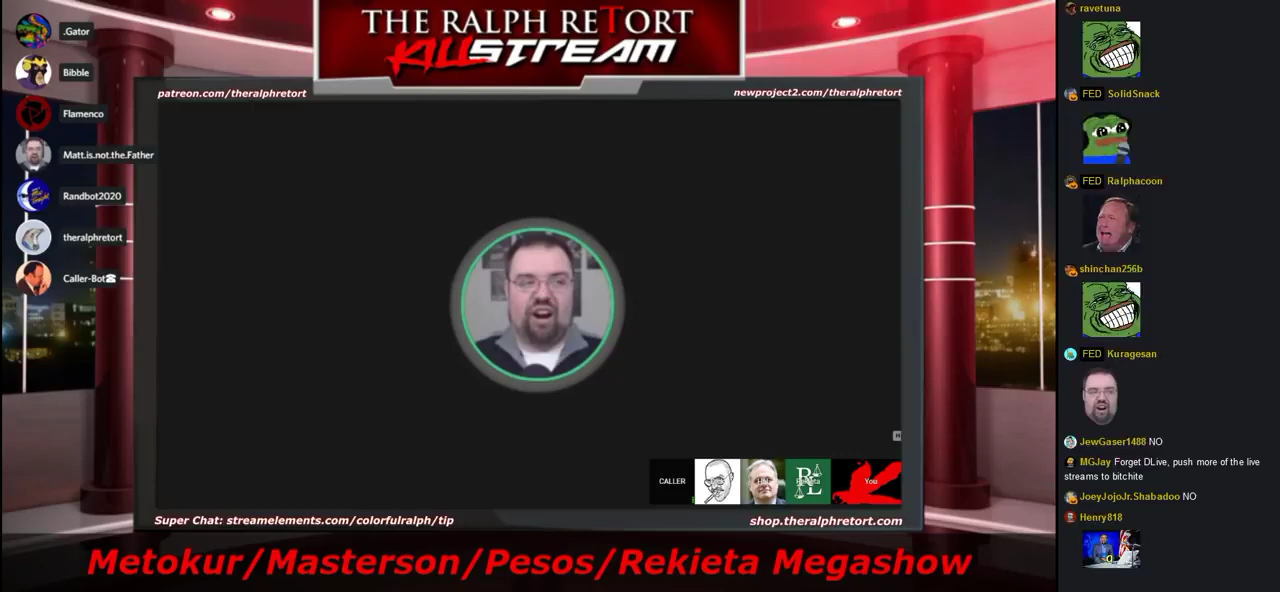 THE RALPH RETORT
KILLSTREAM
patreon.com/theralphretort
newproject2.com/theralphretort
.Gator
Bibble
Flamenco
Matt.is.not.the.Father
Randbot2020
theralphretort
Caller-Bot☎
CALLER
RL
You
Super Chat: streamelements.com/colorfulralph/tip
shop.theralphretort.com
Metokur/Masterson/Pesos/Rekieta Megashow
ravetuna
FED SolidSnack
FED Ralphacoon
shinchan256b
FED Kuragesan
JewGaser1488 NO
MGJay Forget DLive, push more of the live
streams to bitchite
JoeyJojoJr.Shabadoo NO
Henry818